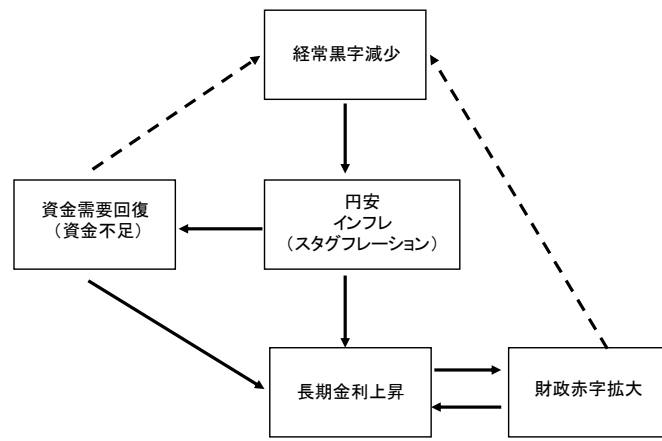 経常黒字減少
資金需要回復
（資金不足）
円安
インフレ
（スタグフレーション）
長期金利上昇
財政赤字拡大